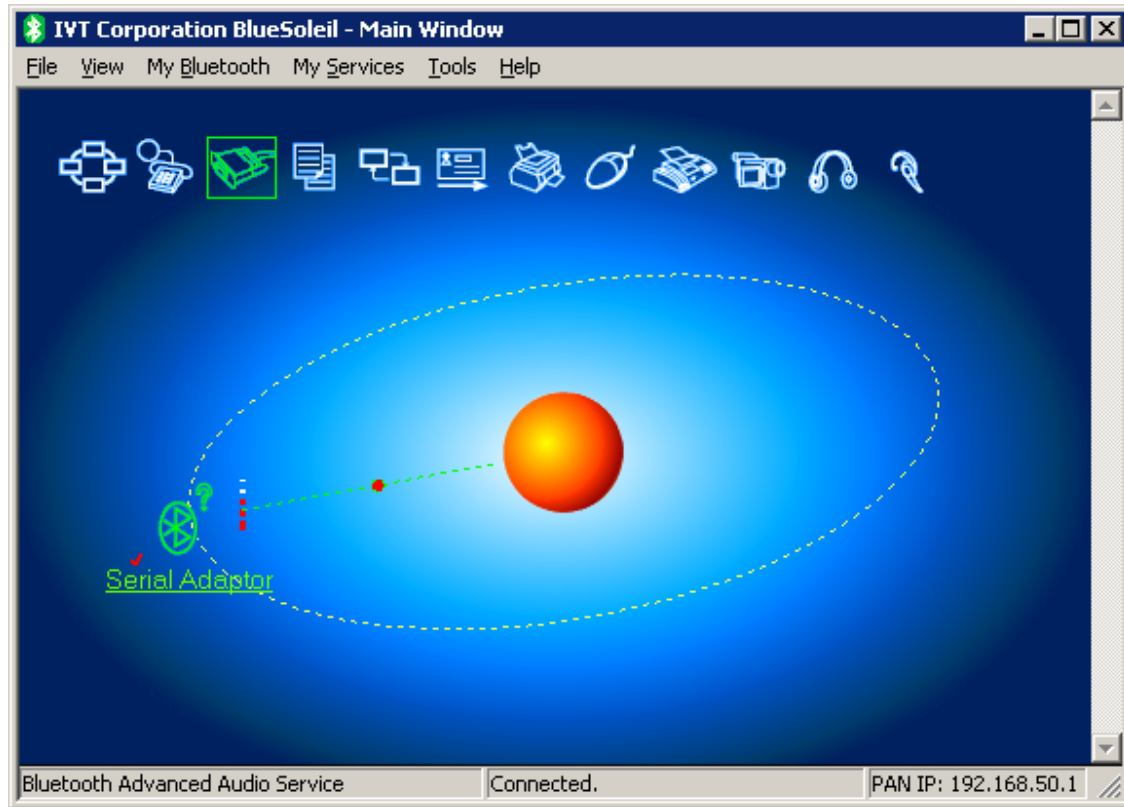 IVT Corporation BlueSoleil - Main Window
File View My Bluetooth My Services Tools Help
?
Serial Adaptor
Bluetooth Advanced Audio Service Connected. PAN IP: 192.168.50.1